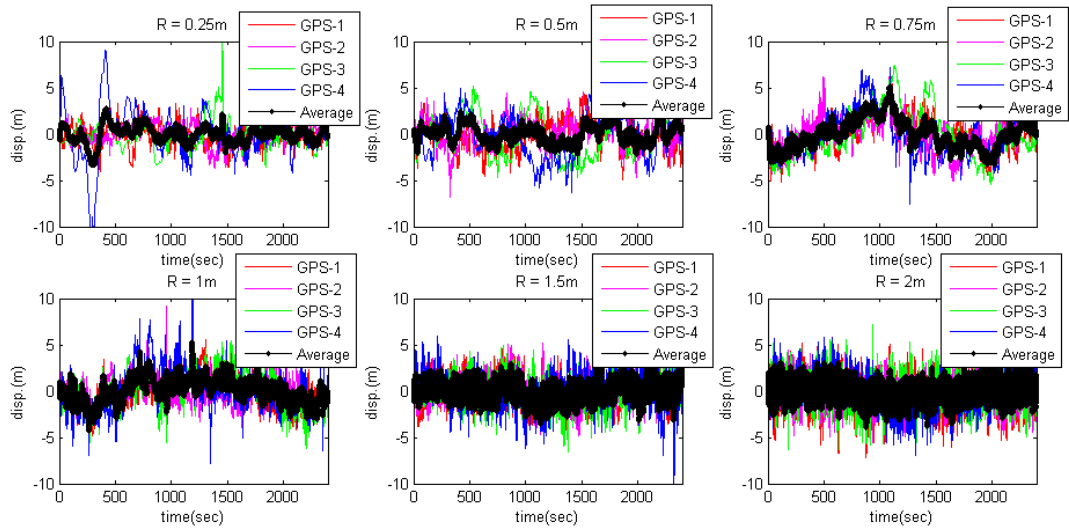 R = 0.25m
GPS-1
GPS-2
GPS-3
GPS-4
Average
disp.(m)
10
5
0
-5
-10
0 500 1000 1500 2000
time(sec)
R = 0.5m
GPS-1
GPS-2
GPS-3
GPS-4
Average
disp.(m)
10
5
0
-5
-10
0 500 1000 1500 2000
time(sec)
R = 0.75m
GPS-1
GPS-2
GPS-3
GPS-4
Average
disp.(m)
10
5
0
-5
-10
0 500 1000 1500 2000
time(sec)
R = 1m
GPS-1
GPS-2
GPS-3
GPS-4
Average
disp.(m)
10
5
0
-5
-10
0 500 1000 1500 2000
time(sec)
R = 1.5m
GPS-1
GPS-2
GPS-3
GPS-4
Average
disp.(m)
10
5
0
-5
-10
0 500 1000 1500 2000
time(sec)
R = 2m
GPS-1
GPS-2
GPS-3
GPS-4
Average
disp.(m)
10
5
0
-5
-10
0 500 1000 1500 2000
time(sec)